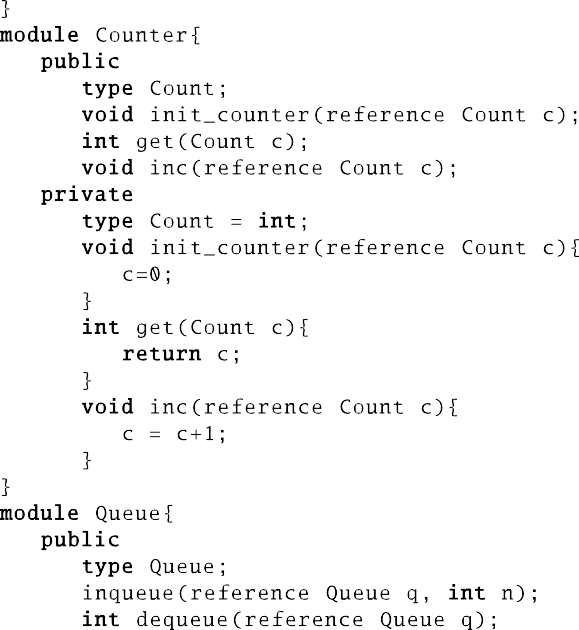 }
module Counter{
   public
      type Count;
      void init_counter(reference Count c);
      int get(Count c);
      void inc(reference Count c);
   private
      type Count = int;
      void init_counter(reference Count c){
         c=0;
      }
      int get(Count c){
         return c;
      }
      void inc(reference Count c){
         c = c+1;
      }
}
module Queue{
   public
      type Queue;
      inqueue(reference Queue q, int n);
      int dequeue(reference Queue q);